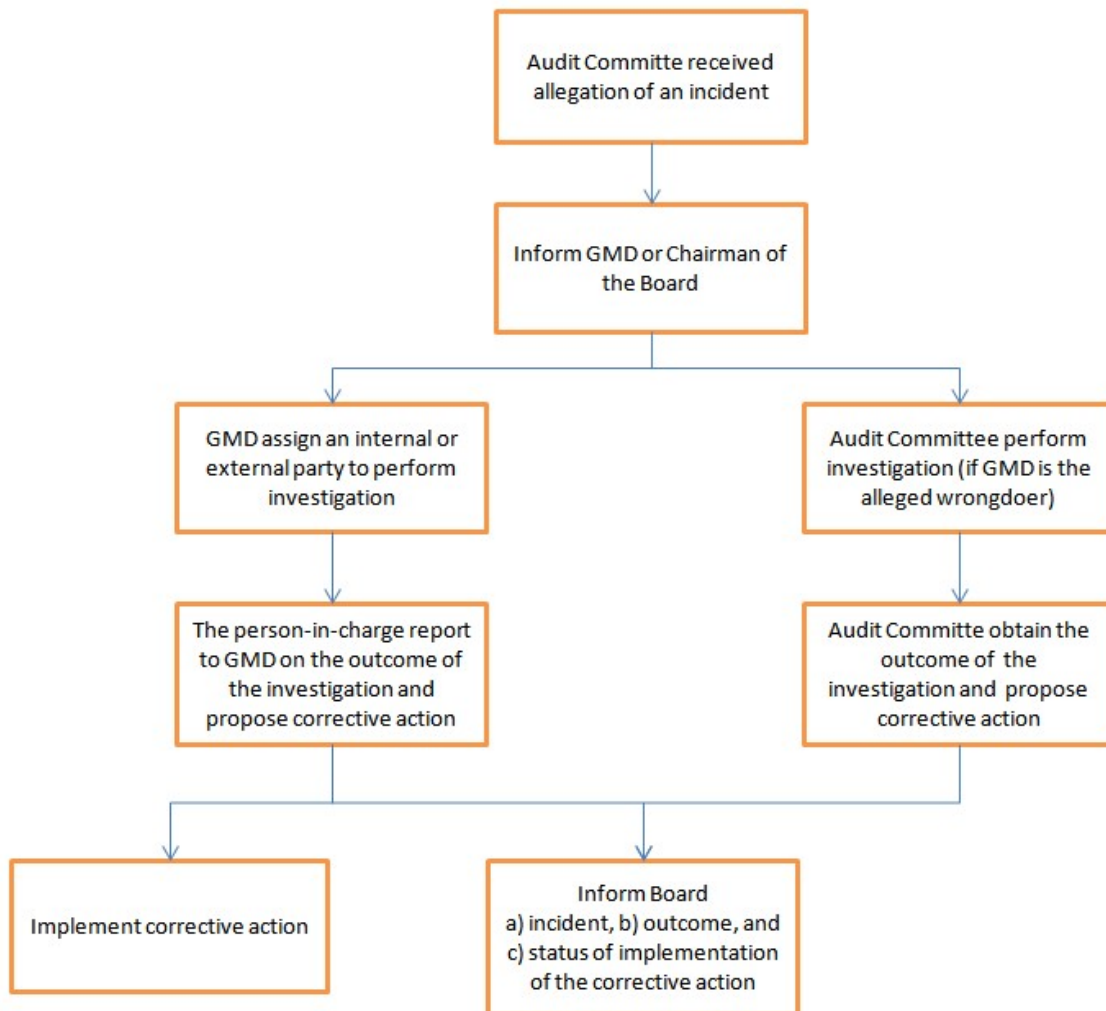 Audit Committe received
allegation of an incident
Inform GMD or Chairman of
the Board
GMD assign an internal or
external party to perform
investigation
Audit Committee perform
investigation (if GMD is the
alleged wrongdoer)
The person-in-charge report
to GMD on the outcome of
the investigation and
propose corrective action
Audit Committe obtain the
outcome of the
investigation and propose
corrective action
Implement corrective action
Inform Board
a) incident, b) outcome, and
c) status of implementation
of the corrective action